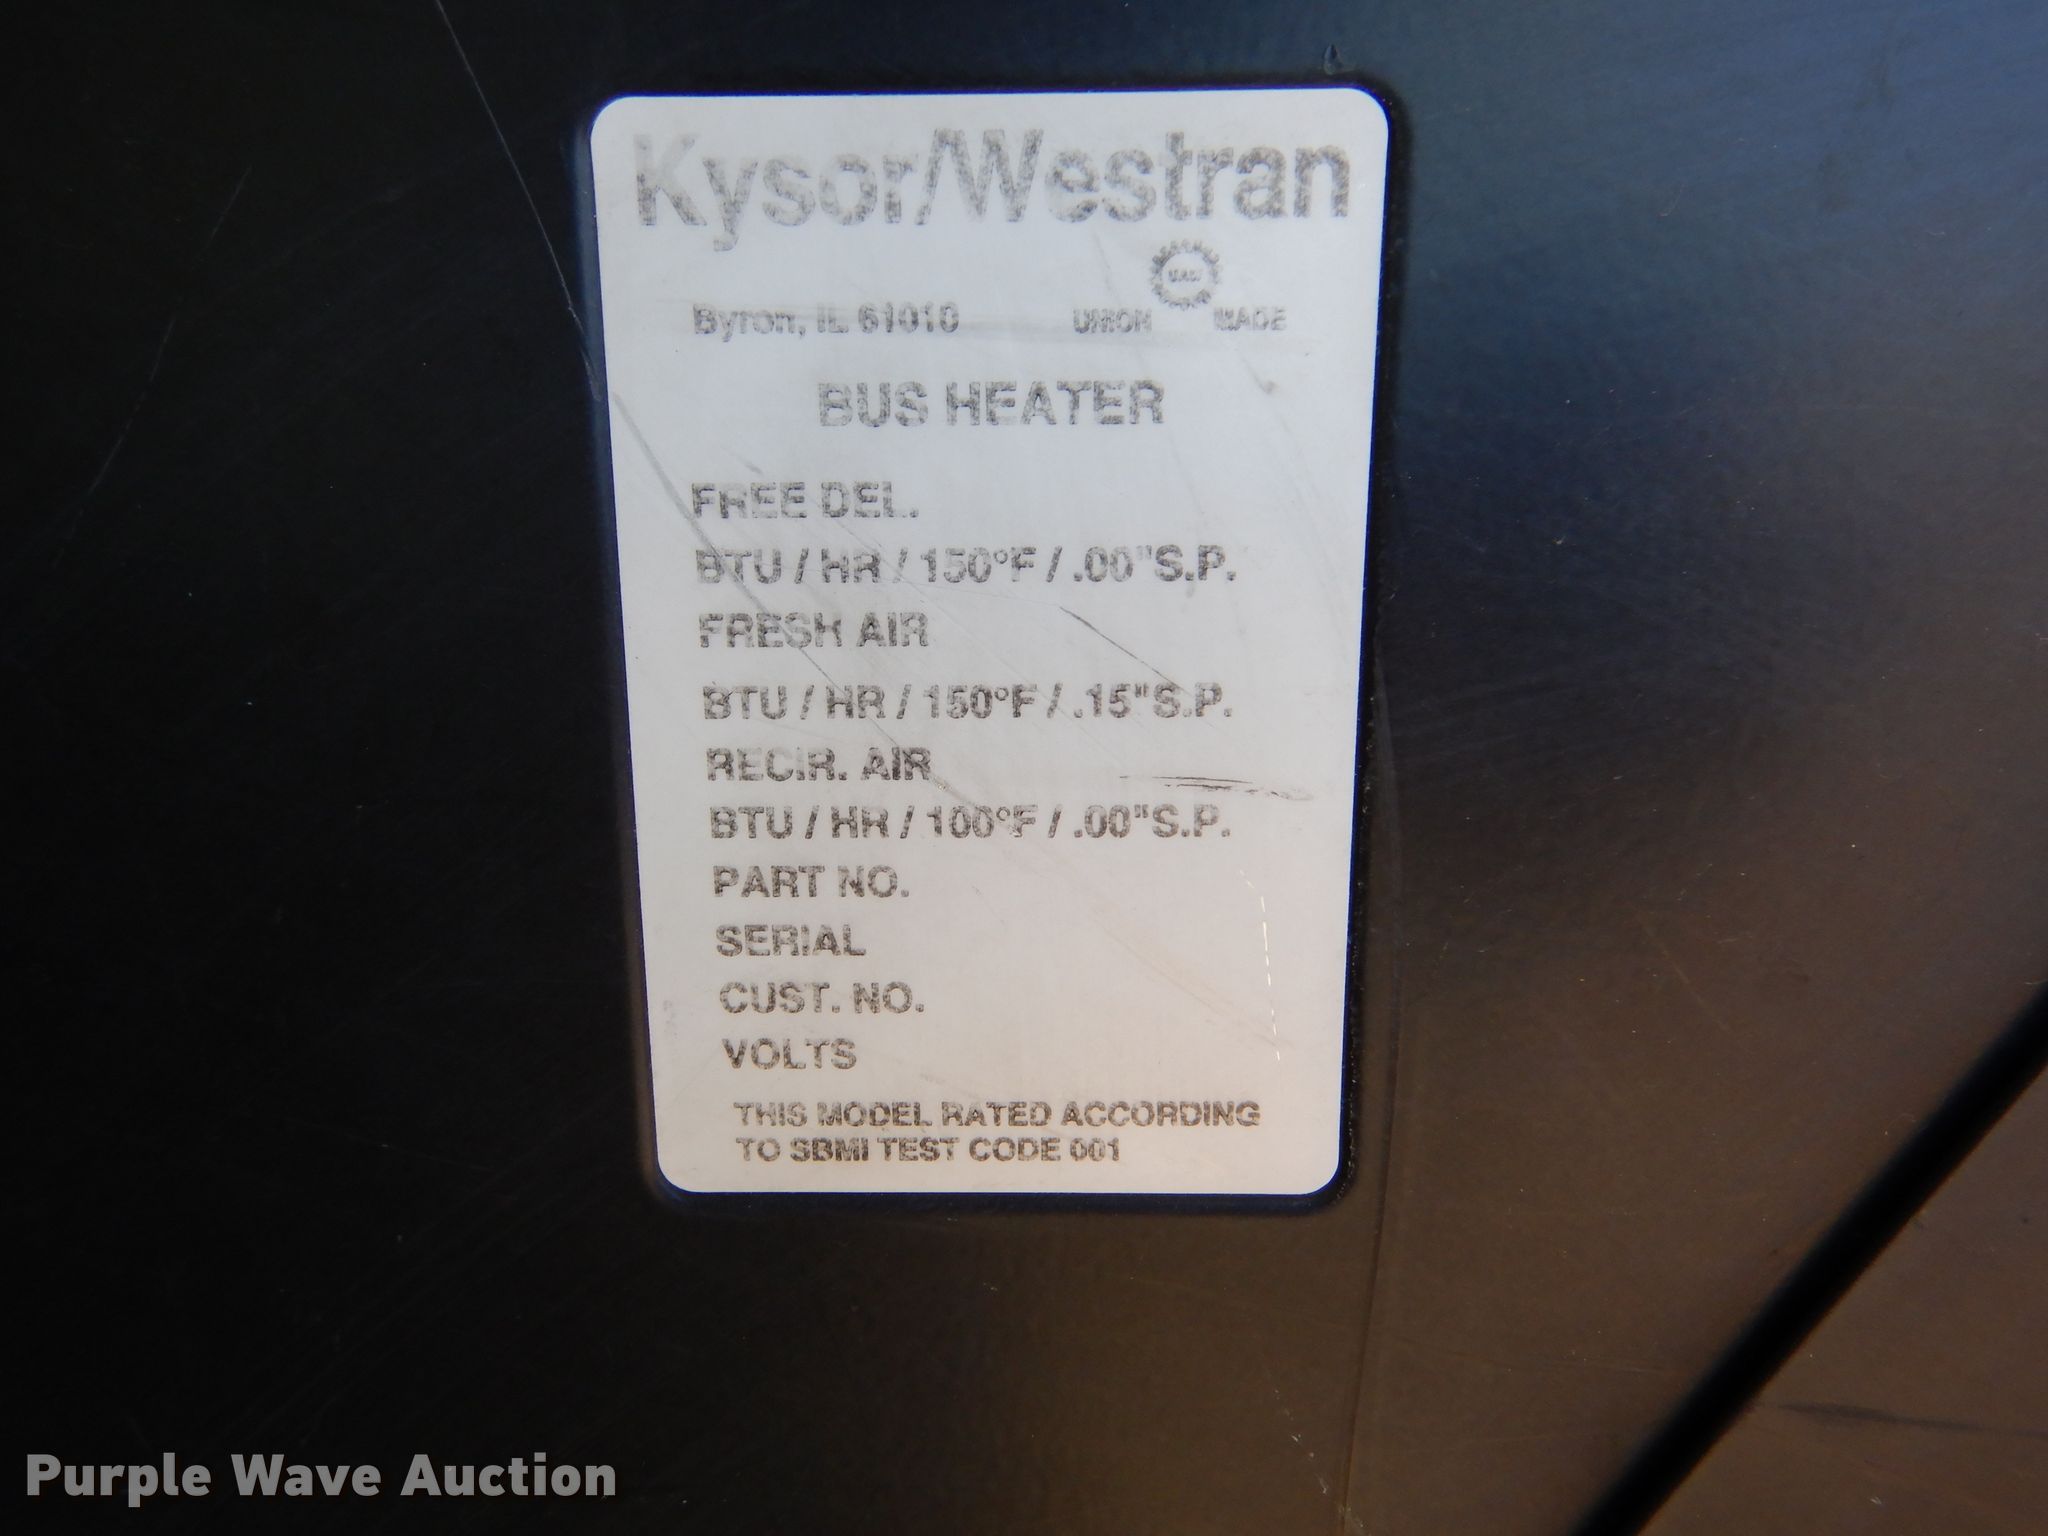 Kysor/Westran
Byron, IL 61010 UNION MADE
BUS HEATER
FREE DEL.
BTU / HR / 150°F / .00"S.P.
FRESH AIR
BTU / HR / 150°F / .15"S.P.
RECIR. AIR
BTU / HR / 100°F / .00"S.P.
PART NO.
SERIAL
CUST. NO.
VOLTS
THIS MODEL RATED ACCORDING
TO SBMI TEST CODE 001
Purple Wave Auction